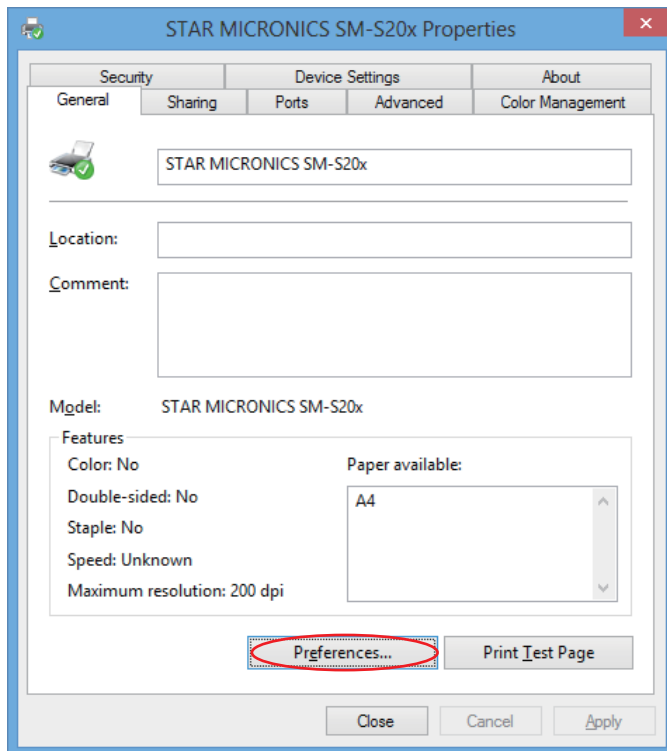 STAR MICRONICS SM-S20x Properties
Security Device Settings About
General Sharing Ports Advanced Color Management
STAR MICRONICS SM-S20x
Location:
Comment:
Model: STAR MICRONICS SM-S20x
Features
Color: No Paper available:
Double-sided: No A4
Staple: No
Speed: Unknown
Maximum resolution: 200 dpi
Preferences... Print Test Page
Close Cancel Apply